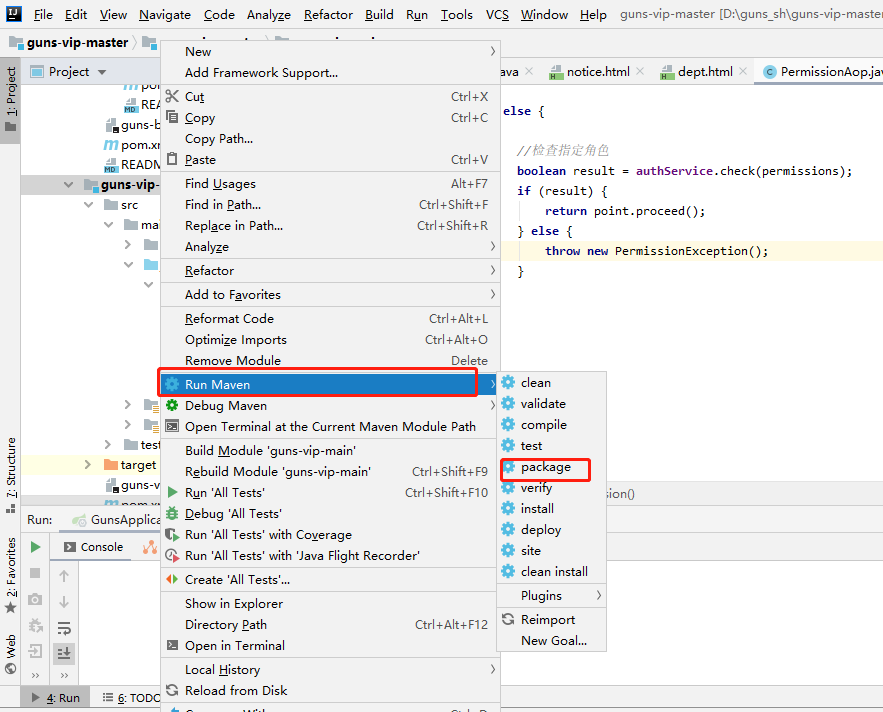 File Edit View Navigate Code Analyze Refactor Build Run Tools VCS Window Help guns-vip-master [D:\guns_sh\guns-vip-master
guns-vip-master
1: Project
Project
ava notice.html dept.html PermissionAop.jav
REA
guns-b
pom.xm
READM
guns-vip-
src
mai
test
target
guns-v
pom.xm
New
Add Framework Support...
Cut Ctrl+X
Copy Ctrl+C
Copy Path...
Paste Ctrl+V
Find Usages Alt+F7
Find in Path... Ctrl+Shift+F
Replace in Path... Ctrl+Shift+R
Analyze
Refactor
Add to Favorites
Reformat Code Ctrl+Alt+L
Optimize Imports Ctrl+Alt+O
Remove Module Delete
Run Maven
Debug Maven
Open Terminal at the Current Maven Module Path
Build Module 'guns-vip-main'
Rebuild Module 'guns-vip-main' Ctrl+Shift+F9
Run 'All Tests' Ctrl+Shift+F10
Debug 'All Tests'
Run 'All Tests' with Coverage
Run 'All Tests' with 'Java Flight Recorder'
Create 'All Tests'...
Show in Explorer
Directory Path Ctrl+Alt+F12
Open in Terminal
Local History
Reload from Disk
clean
validate
compile
test
package
verify
install
deploy
site
clean install
Plugins
Reimport
New Goal...
else {
//检查指定角色
boolean result = authService.check(permissions);
if (result) {
return point.proceed();
} else {
throw new PermissionException();
}
sion()
Z: Structure
2: Favorites
Web
Run: GunsApplica
Console
4: Run 6: TODO